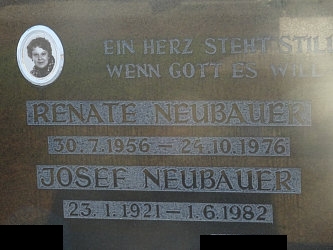 EIN HERZ STEHT STILL
WENN GOTT ES WILL
RENATE NEUBAUER
30.7.1956 – 24.10.1976
JOSEF NEUBAUER
23.1.1921 – 1.6.1982